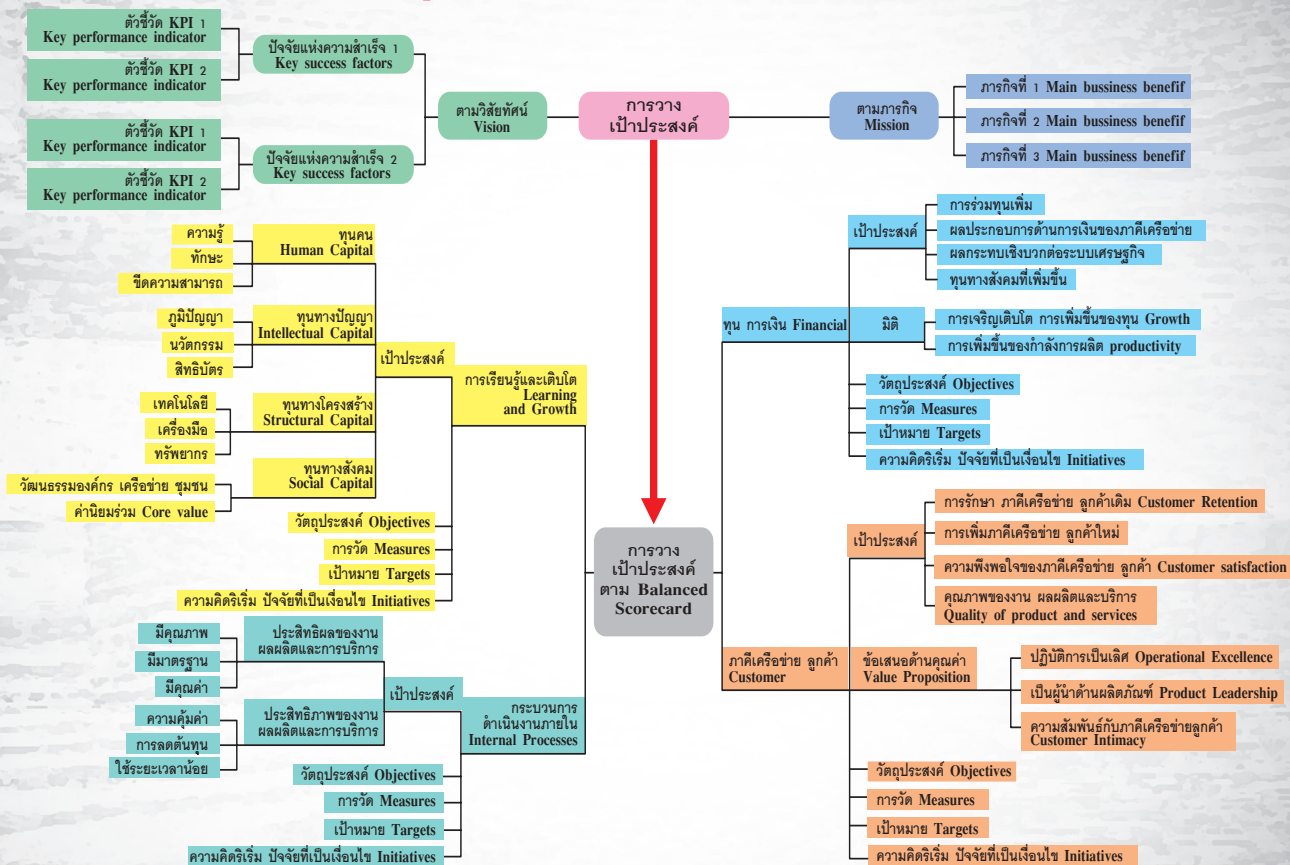 ตัวชี้วัด KPI 1
Key performance indicator
ตัวชี้วัด KPI 2
Key performance indicator
ปัจจัยแห่งความสำเร็จ 1
Key success factors
ตัวชี้วัด KPI 1
Key performance indicator
ตัวชี้วัด KPI 2
Key performance indicator
ปัจจัยแห่งความสำเร็จ 2
Key success factors
ตามวิสัยทัศน์
Vision
การวาง
เป้าประสงค์
ตามภารกิจ
Mission
ภารกิจที่ 1 Main bussiness benefif
ภารกิจที่ 2 Main bussiness benefif
ภารกิจที่ 3 Main bussiness benefif
ความรู้
ทักษะ
ขีดความสามารถ
ทุนคน
Human Capital
ภูมิปัญญา
นวัตกรรม
สิทธิบัตร
ทุนทางปัญญา
Intellectual Capital
เทคโนโลยี
เครื่องมือ
ทรัพยากร
ทุนทางโครงสร้าง
Structural Capital
วัฒนธรรมองค์กร เครือข่าย ชุมชน
ค่านิยมร่วม Core value
ทุนทางสังคม
Social Capital
เป้าประสงค์
การเรียนรู้และเติบโต
Learning
and Growth
วัตถุประสงค์ Objectives
การวัด Measures
เป้าหมาย Targets
ความคิดริเริ่ม ปัจจัยที่เป็นเงื่อนไข Initiatives
มีคุณภาพ
มีมาตรฐาน
มีคุณค่า
ประสิทธิผลของงาน
ผลผลิตและการบริการ
ความคุ้มค่า
การลดต้นทุน
ใช้ระยะเวลาน้อย
ประสิทธิภาพของงาน
ผลผลิตและการบริการ
เป้าประสงค์
กระบวนการ
ดำเนินงานภายใน
Internal Processes
วัตถุประสงค์ Objectives
การวัด Measures
เป้าหมาย Targets
ความคิดริเริ่ม ปัจจัยที่เป็นเงื่อนไข Initiatives
การวาง
เป้าประสงค์
ตาม Balanced
Scorecard
ทุน การเงิน Financial
เป้าประสงค์
การร่วมทุนเพิ่ม
ผลประกอบการด้านการเงินของภาคีเครือข่าย
ผลกระทบเชิงบวกต่อระบบเศรษฐกิจ
ทุนทางสังคมที่เพิ่มขึ้น
มิติ
การเจริญเติบโต การเพิ่มขึ้นของทุน Growth
การเพิ่มขึ้นของกำลังการผลิต productivity
วัตถุประสงค์ Objectives
การวัด Measures
เป้าหมาย Targets
ความคิดริเริ่ม ปัจจัยที่เป็นเงื่อนไข Initiatives
ภาคีเครือข่าย ลูกค้า
Customer
เป้าประสงค์
การรักษา ภาคีเครือข่าย ลูกค้าเดิม Customer Retention
การเพิ่มภาคีเครือข่าย ลูกค้าใหม่
ความพึงพอใจของภาคีเครือข่าย ลูกค้า Customer satisfaction
คุณภาพของงาน ผลผลิตและบริการ
Quality of product and services
ข้อเสนอด้านคุณค่า
Value Proposition
ปฏิบัติการเป็นเลิศ Operational Excellence
เป็นผู้นำด้านผลิตภัณฑ์ Product Leadership
ความสัมพันธ์กับภาคีเครือข่ายลูกค้า
Customer Intimacy
วัตถุประสงค์ Objectives
การวัด Measures
เป้าหมาย Targets
ความคิดริเริ่ม ปัจจัยที่เป็นเงื่อนไข Initiatives